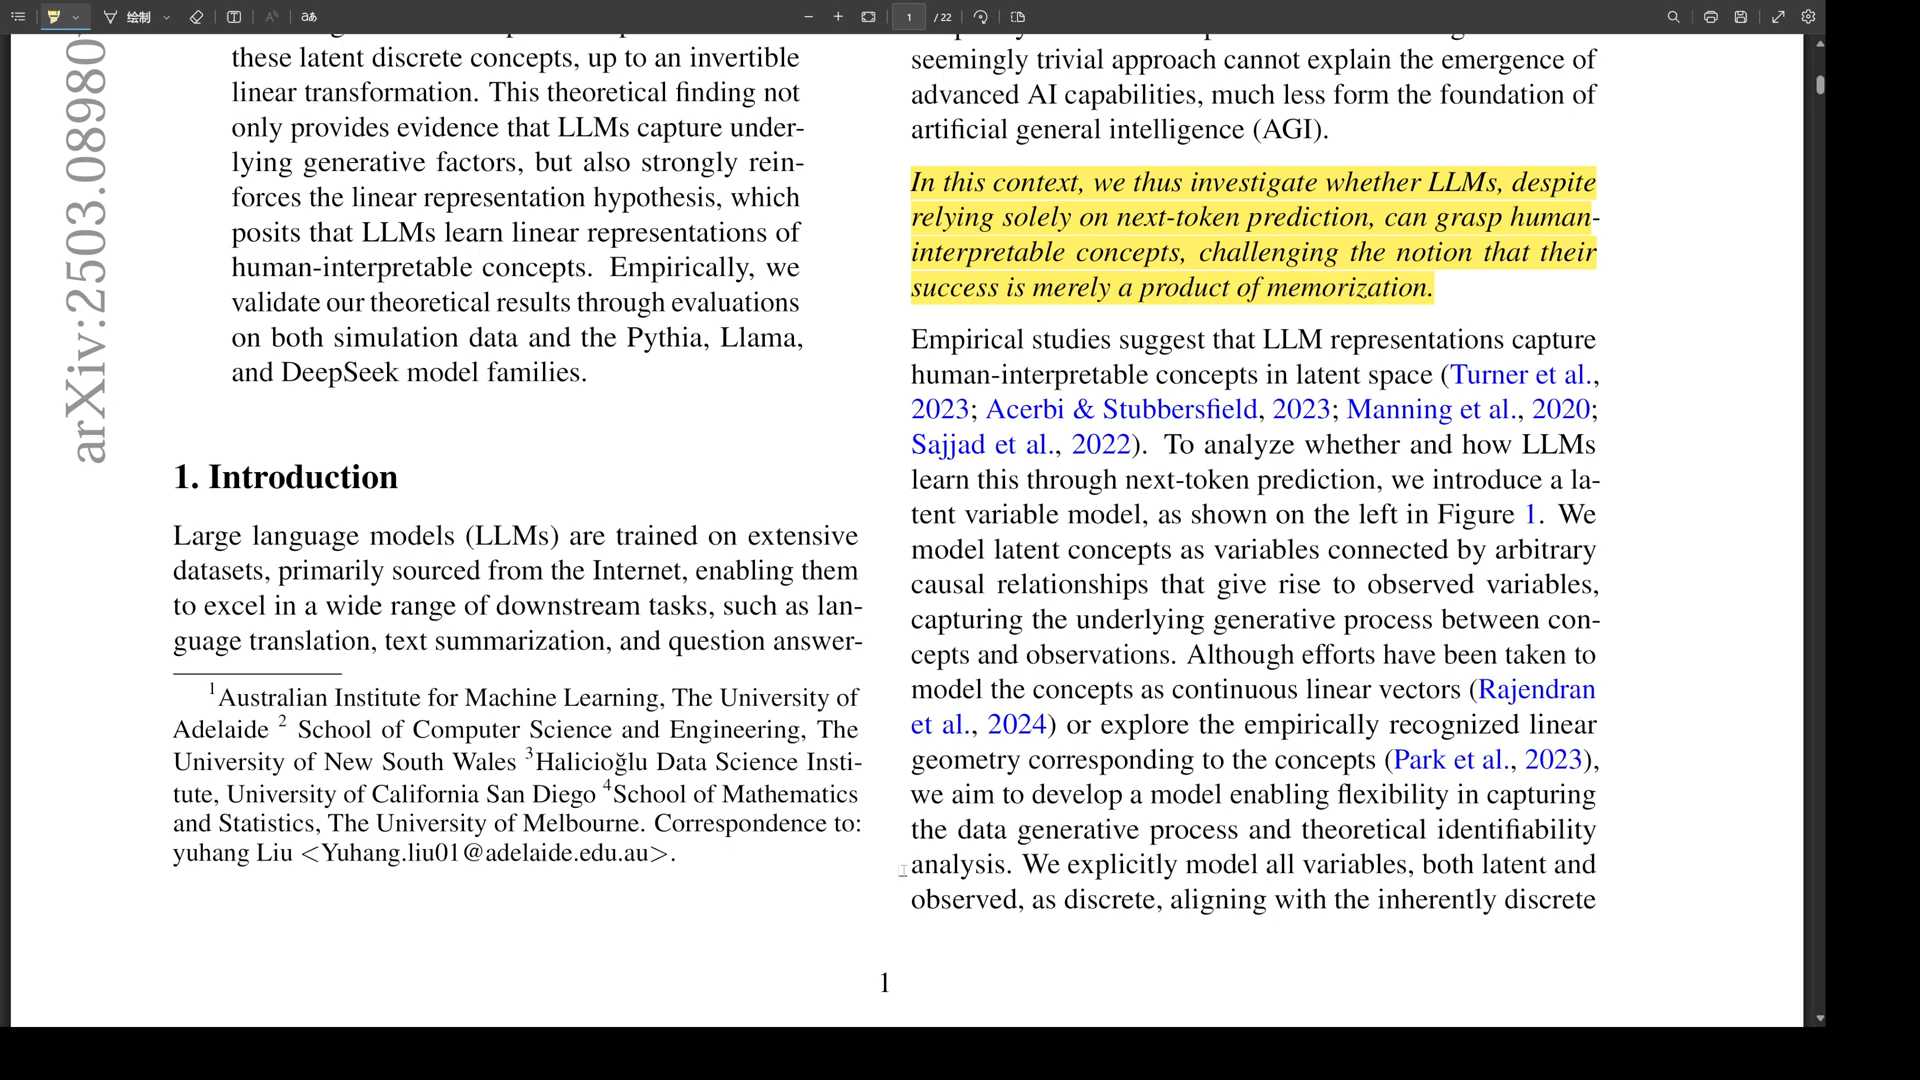 绘制
aあ
1
/ 22
arXiv:2503.08980
these latent discrete concepts, up to an invertible
linear transformation. This theoretical finding not
only provides evidence that LLMs capture under-
lying generative factors, but also strongly rein-
forces the linear representation hypothesis, which
posits that LLMs learn linear representations of
human-interpretable concepts. Empirically, we
validate our theoretical results through evaluations
on both simulation data and the Pythia, Llama,
and DeepSeek model families.
1. Introduction
Large language models (LLMs) are trained on extensive
datasets, primarily sourced from the Internet, enabling them
to excel in a wide range of downstream tasks, such as lan-
guage translation, text summarization, and question answer-
1Australian Institute for Machine Learning, The University of
Adelaide 2 School of Computer Science and Engineering, The
University of New South Wales 3Halicioğlu Data Science Insti-
tute, University of California San Diego 4School of Mathematics
and Statistics, The University of Melbourne. Correspondence to:
yuhang Liu <Yuhang.liu01@adelaide.edu.au>.
seemingly trivial approach cannot explain the emergence of
advanced AI capabilities, much less form the foundation of
artificial general intelligence (AGI).
In this context, we thus investigate whether LLMs, despite
relying solely on next-token prediction, can grasp human-
interpretable concepts, challenging the notion that their
success is merely a product of memorization.
Empirical studies suggest that LLM representations capture
human-interpretable concepts in latent space (Turner et al.,
2023; Acerbi & Stubbersfield, 2023; Manning et al., 2020;
Sajjad et al., 2022). To analyze whether and how LLMs
learn this through next-token prediction, we introduce a la-
tent variable model, as shown on the left in Figure 1. We
model latent concepts as variables connected by arbitrary
causal relationships that give rise to observed variables,
capturing the underlying generative process between con-
cepts and observations. Although efforts have been taken to
model the concepts as continuous linear vectors (Rajendran
et al., 2024) or explore the empirically recognized linear
geometry corresponding to the concepts (Park et al., 2023),
we aim to develop a model enabling flexibility in capturing
the data generative process and theoretical identifiability
analysis. We explicitly model all variables, both latent and
observed, as discrete, aligning with the inherently discrete
1